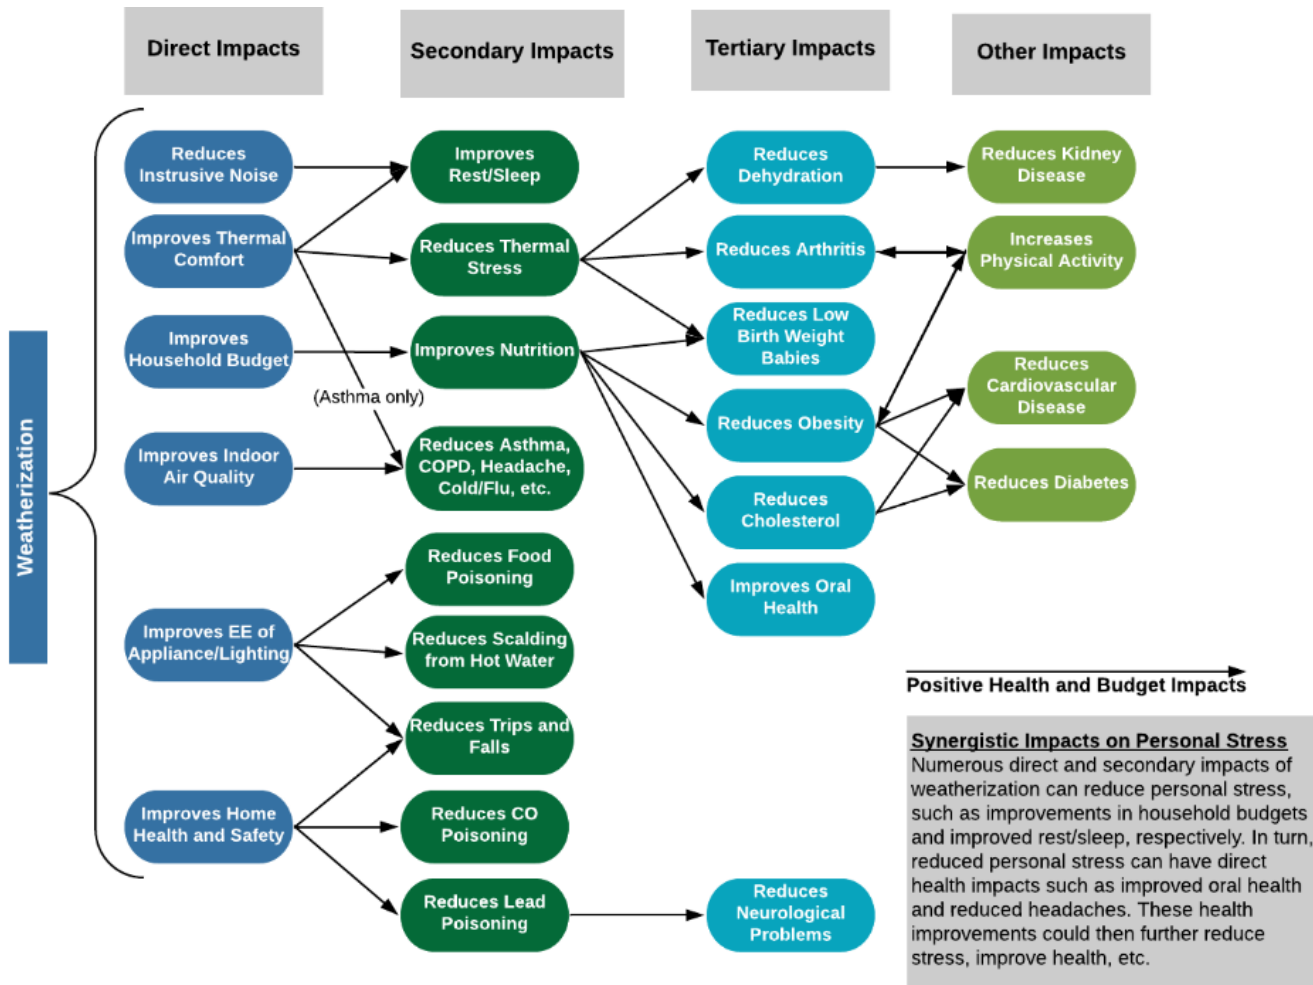 Direct Impacts
Secondary Impacts
Tertiary Impacts
Other Impacts
Weatherization
Reduces
Instrusive Noise
Improves Thermal
Comfort
Improves
Household Budget
Improves Indoor
Air Quality
Improves EE of
Appliance/Lighting
Improves Home
Health and Safety
(Asthma only)
Improves
Rest/Sleep
Reduces Thermal
Stress
Improves Nutrition
Reduces Asthma,
COPD, Headache,
Cold/Flu, etc.
Reduces Food
Poisoning
Reduces Scalding
from Hot Water
Reduces Trips and
Falls
Reduces CO
Poisoning
Reduces Lead
Poisoning
Reduces
Dehydration
Reduces Arthritis
Reduces Low
Birth Weight
Babies
Reduces Obesity
Reduces
Cholesterol
Improves Oral
Health
Reduces
Neurological
Problems
Reduces Kidney
Disease
Increases
Physical Activity
Reduces
Cardiovascular
Disease
Reduces Diabetes
Positive Health and Budget Impacts
Synergistic Impacts on Personal Stress
Numerous direct and secondary impacts of
weatherization can reduce personal stress,
such as improvements in household budgets
and improved rest/sleep, respectively. In turn,
reduced personal stress can have direct
health impacts such as improved oral health
and reduced headaches. These health
improvements could then further reduce
stress, improve health, etc.